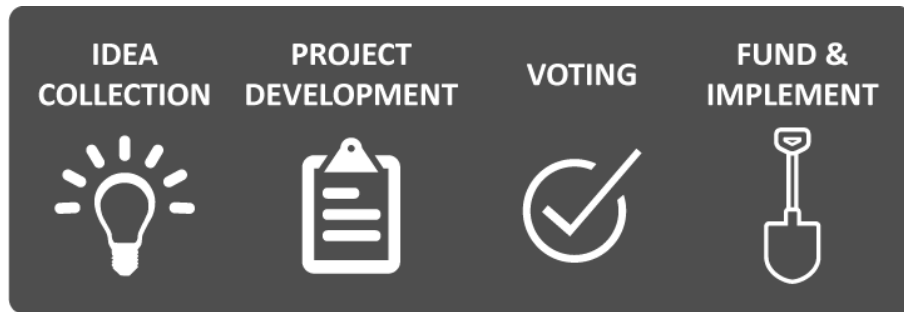 IDEA
COLLECTION
PROJECT
DEVELOPMENT
VOTING
FUND &
IMPLEMENT